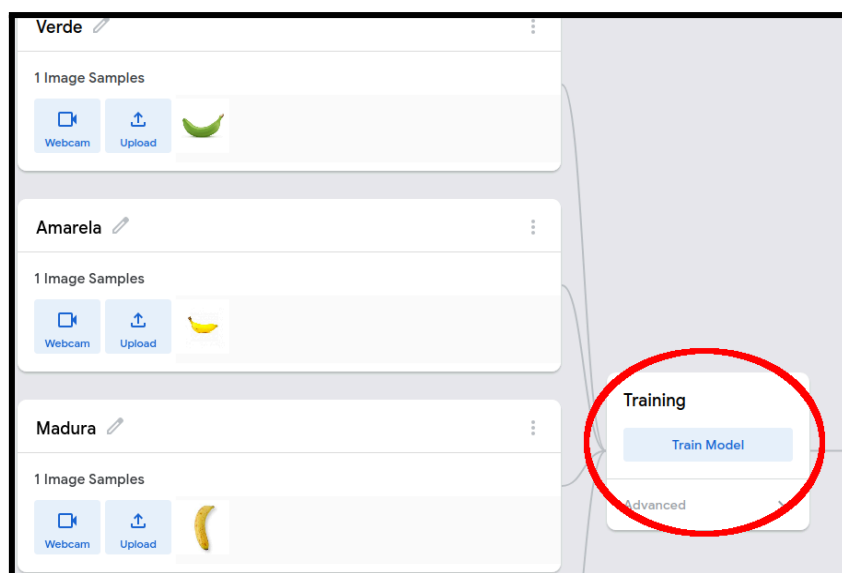 Verde
1 Image Samples
Webcam
Upload
Amarela
1 Image Samples
Webcam
Upload
Madura
1 Image Samples
Webcam
Upload
Training
Train Model
Advanced